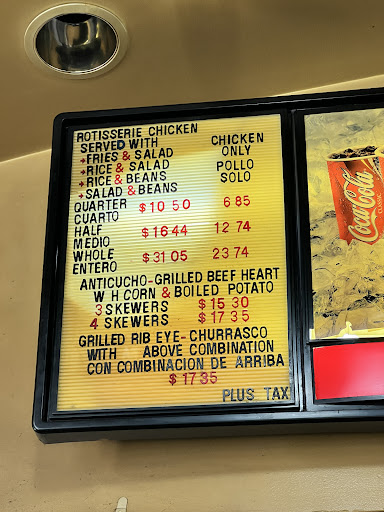 ROTISSERIE CHICKEN
SERVED WITH CHICKEN
+FRIES & SALAD ONLY
+RICE & SALAD POLLO
+RICE & BEANS SOLO
+SALAD & BEANS
QUARTER $10 50 6 85
CUARTO
HALF $16 44 12 74
MEDIO
WHOLE $31 05 23 74
ENTERO
ANTICUCHO-GRILLED BEEF HEART
W H CORN & BOILED POTATO
3 SKEWERS $15 30
4 SKEWERS $17 35
GRILLED RIB EYE-CHURRASCO
WITH ABOVE COMBINATION
CON COMBINACION DE ARRIBA
$17 35
PLUS TAX
Coca-Cola